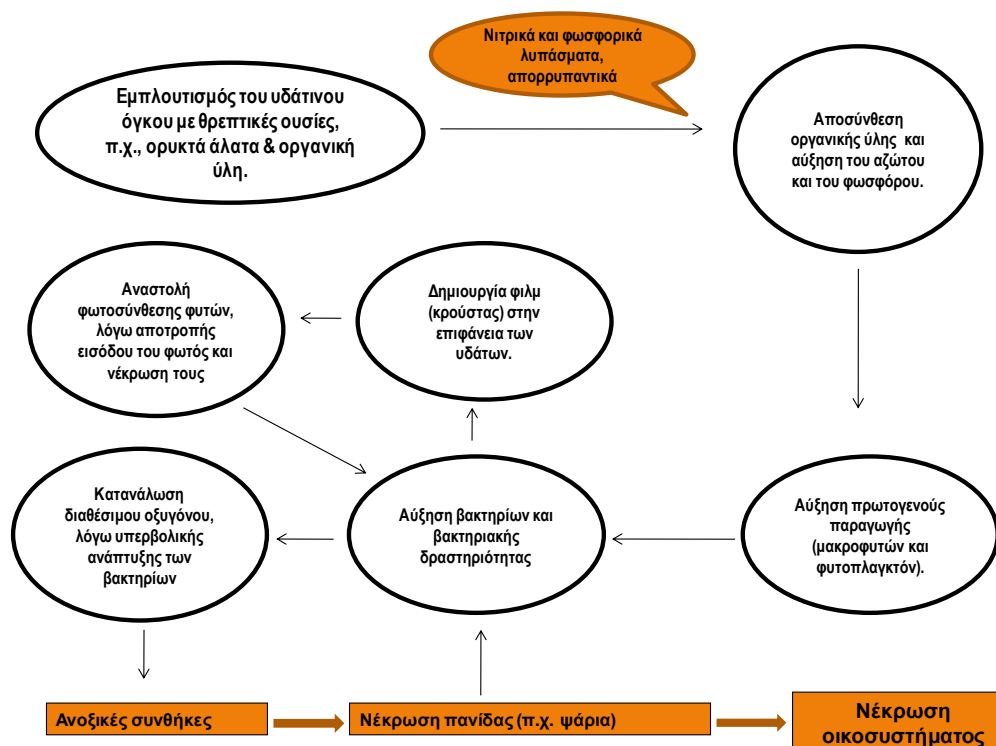 Νιτρικά και φωσφορικά
λιπάσματα,
απορρυπαντικά
Εμπλουτισμός του υδάτινου
όγκου με θρεπτικές ουσίες,
π.χ., ορυκτά άλατα & οργανική
ύλη.
Αποσύνθεση
οργανικής ύλης και
αύξηση του αζώτου
και του φωσφόρου.
Αναστολή
φωτοσύνθεσης φυτών,
λόγω αποτροπής
εισόδου του φωτός και
νέκρωση τους
Δημιουργία φιλμ
(κρούστας) στην
επιφάνεια των
υδάτων.
Κατανάλωση
διαθέσιμου οξυγόνου,
λόγω υπερβολικής
ανάπτυξης των
βακτηρίων
Αύξηση βακτηρίων και
βακτηριακής
δραστηριότητας
Αύξηση πρωτογενούς
παραγωγής
(μακροφυτών και
φυτοπλαγκτόν).
Ανοξικές συνθήκες
Νέκρωση πανίδας (π.χ. ψάρια)
Νέκρωση
οικοσυστήματος